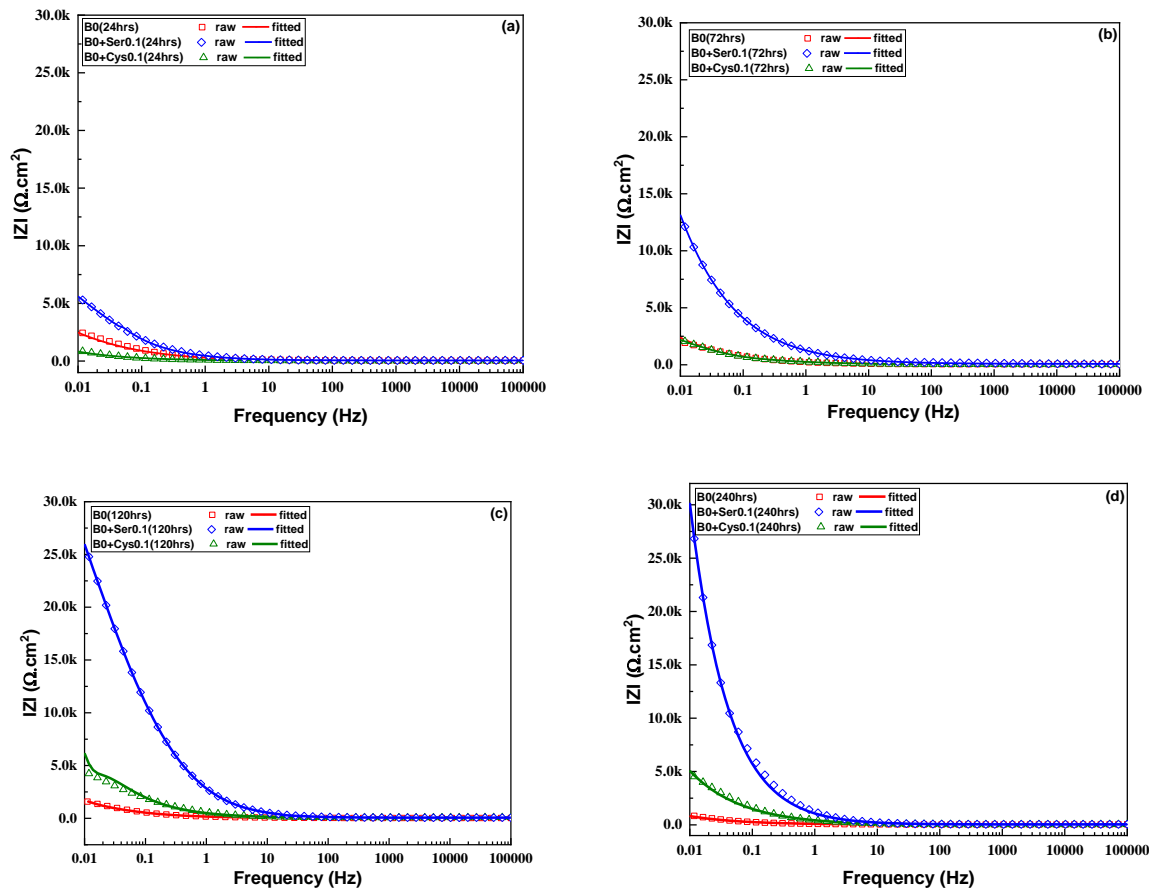 (a)
B0(24hrs) raw fitted
B0+Ser0.1(24hrs) raw fitted
B0+Cys0.1(24hrs) raw fitted
30.0k
25.0k
20.0k
15.0k
10.0k
5.0k
0.0
IZI (Ω.cm²)
0.01 0.1 1 10 100 1000 10000 100000
Frequency (Hz)
(b)
B0(72hrs) raw fitted
B0+Ser0.1(72hrs) raw fitted
B0+Cys0.1(72hrs) raw fitted
30.0k
25.0k
20.0k
15.0k
10.0k
5.0k
0.0
IZI (Ω.cm²)
0.01 0.1 1 10 100 1000 10000 100000
Frequency (Hz)
(c)
B0(120hrs) raw fitted
B0+Ser0.1(120hrs) raw fitted
B0+Cys0.1(120hrs) raw fitted
30.0k
25.0k
20.0k
15.0k
10.0k
5.0k
0.0
IZI (Ω.cm²)
0.01 0.1 1 10 100 1000 10000 100000
Frequency (Hz)
(d)
B0(240hrs) raw fitted
B0+Ser0.1(240hrs) raw fitted
B0+Cys0.1(240hrs) raw fitted
30.0k
25.0k
20.0k
15.0k
10.0k
5.0k
0.0
IZI (Ω.cm²)
0.01 0.1 1 10 100 1000 10000 100000
Frequency (Hz)